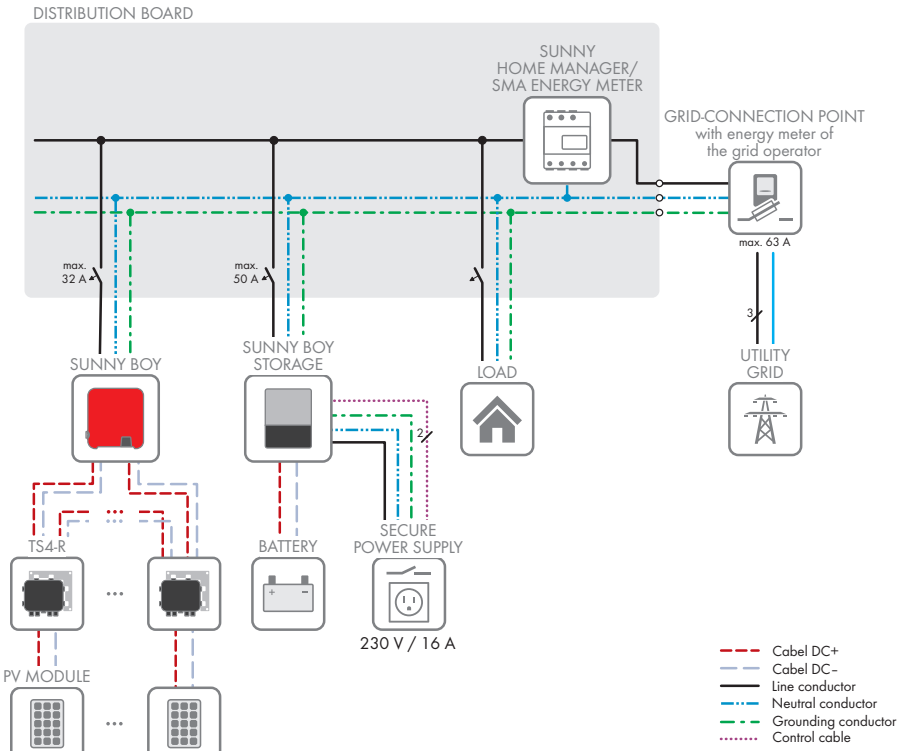 DISTRIBUTION BOARD
SUNNY
HOME MANAGER/
SMA ENERGY METER
GRID-CONNECTION POINT
with energy meter of
the grid operator
max. 63 A
max.
32 A
max.
50 A
3
SUNNY BOY
SUNNY BOY
STORAGE
LOAD
UTILITY
GRID
2
TS4-R
...
...
BATTERY
+ -
SECURE
POWER SUPPLY
...
230 V / 16 A
PV MODULE
...
Cabel DC+
Cabel DC–
Line conductor
Neutral conductor
Grounding conductor
Control cable